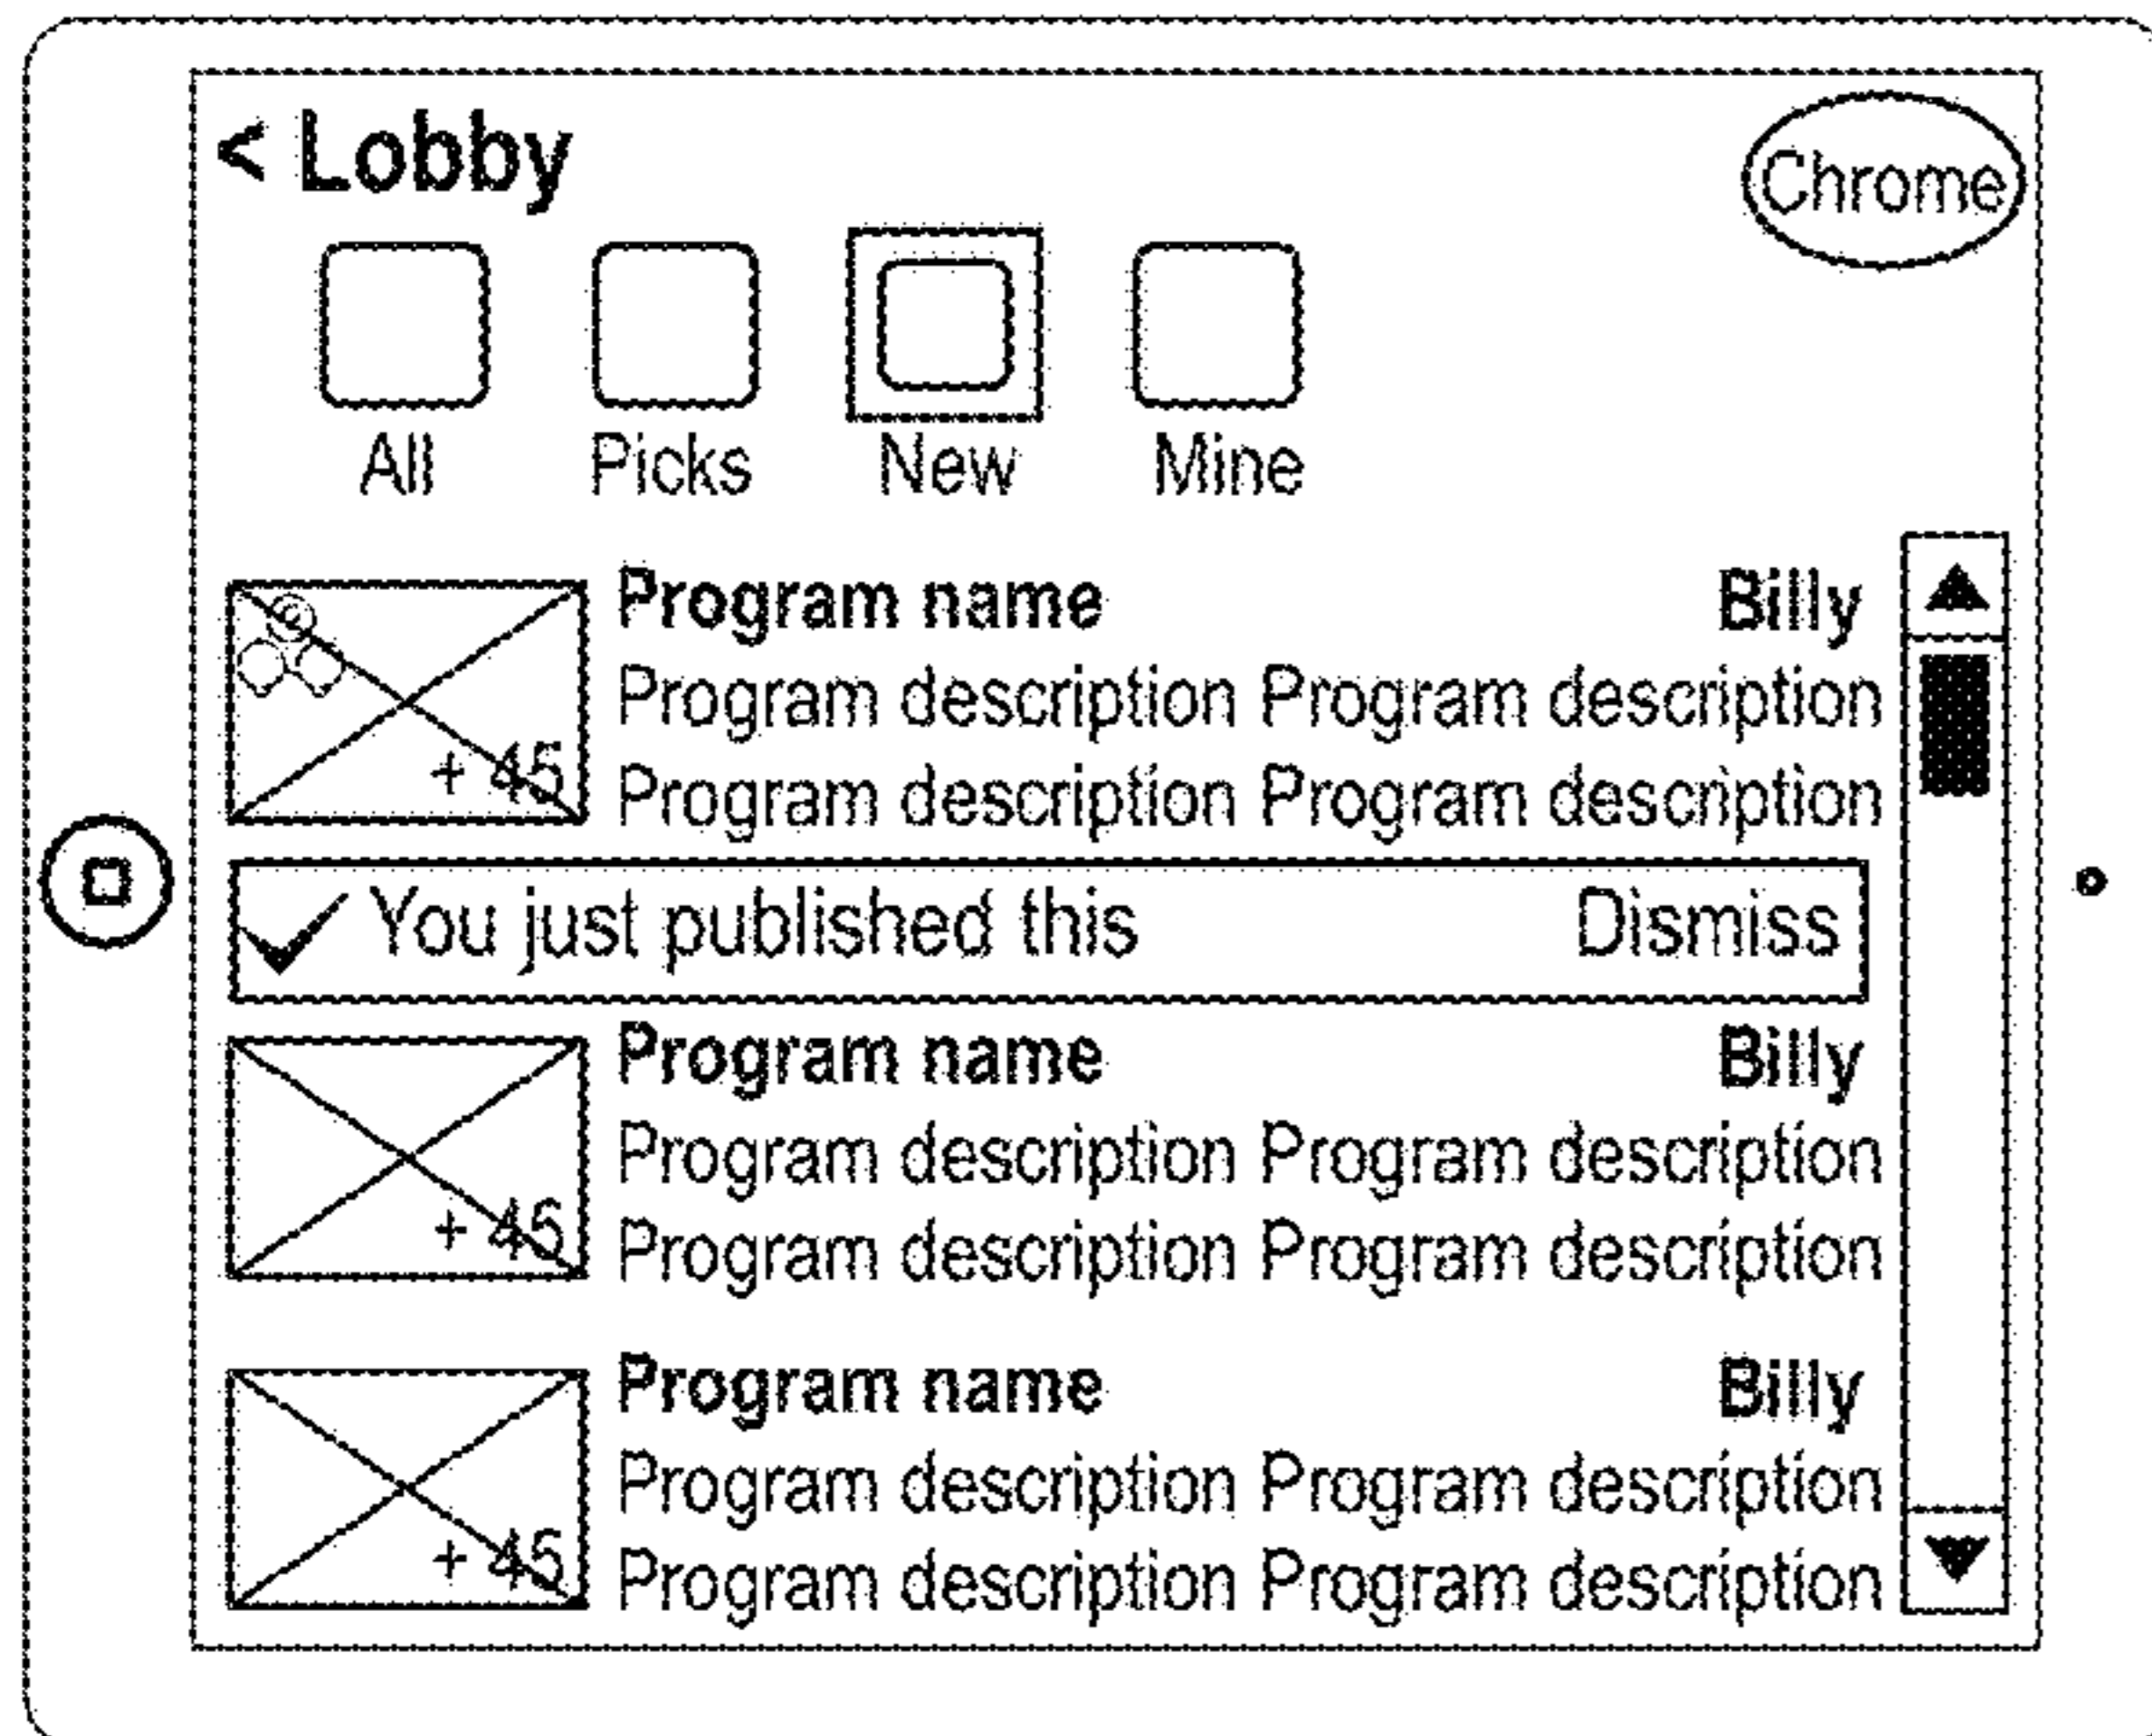 < Lobby
Chrome
All Picks New Mine
Program name Billy
Program description Program description
+ 45 Program description Program description
You just published this Dismiss
Program name Billy
Program description Program description
+ 45 Program description Program description
Program name Billy
Program description Program description
+ 45 Program description Program description